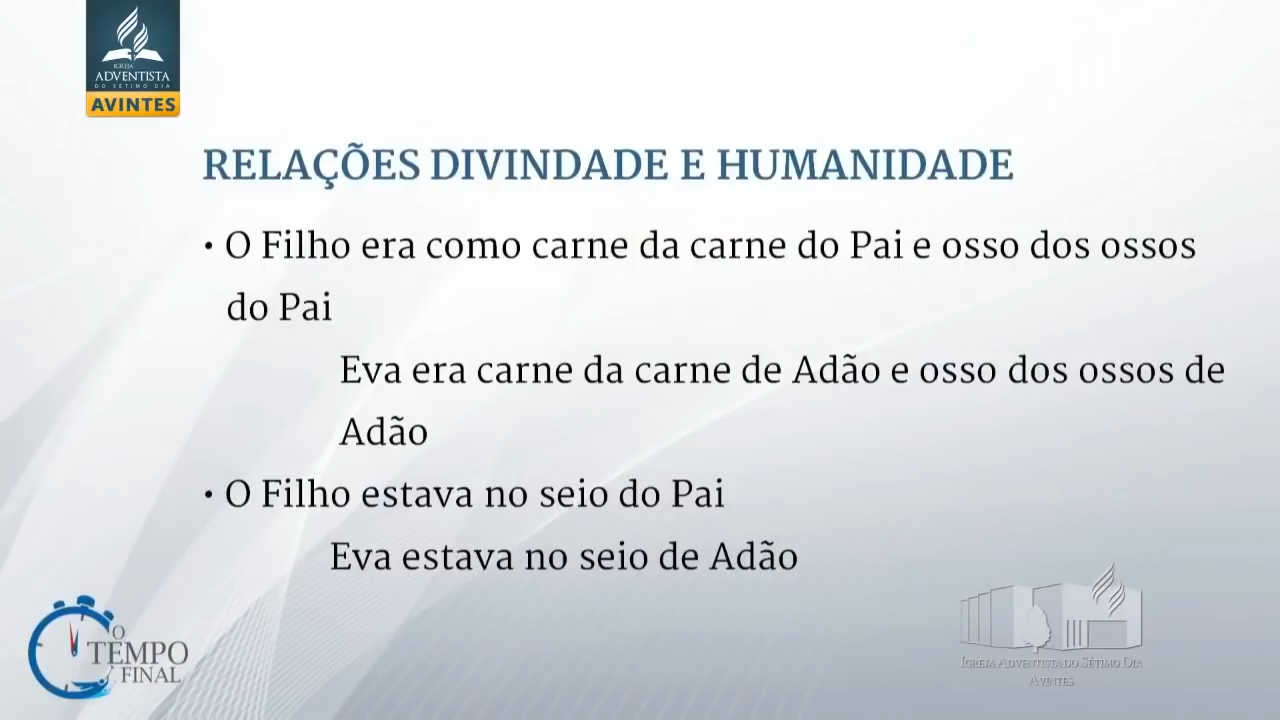 IGREJA
ADVENTISTA
DO SÉTIMO DIA
AVINTES
RELAÇÕES DIVINDADE E HUMANIDADE
• O Filho era como carne da carne do Pai e osso dos ossos
do Pai
Eva era carne da carne de Adão e osso dos ossos de
Adão
• O Filho estava no seio do Pai
Eva estava no seio de Adão
O
TEMPO
FINAL
IGREJA ADVENTISTA DO SÉTIMO DIA
AVINTES